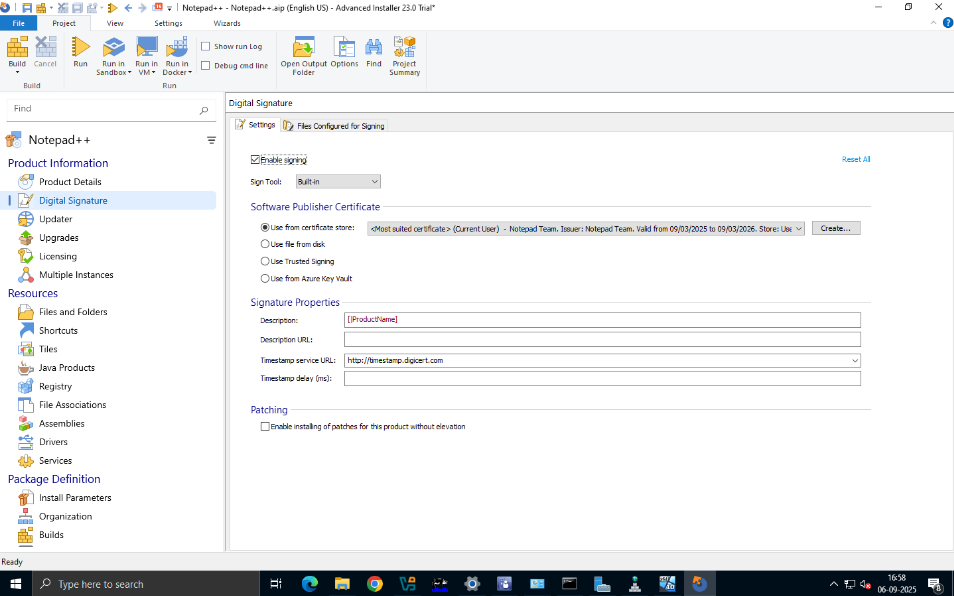 Notepad++ - Notepad++.aip (English US) - Advanced Installer 23.0 Trial*
File
Project
View
Settings
Wizards
Build
Cancel
Run
Run in Sandbox
Run in VM
Run in Docker
Show run Log
Debug cmd line
Open Output Folder
Options
Find
Project Summary
Build
Run
Find
Notepad++
Product Information
Product Details
Digital Signature
Updater
Upgrades
Licensing
Multiple Instances
Resources
Files and Folders
Shortcuts
Tiles
Java Products
Registry
File Associations
Assemblies
Drivers
Services
Package Definition
Install Parameters
Organization
Builds
Digital Signature
Settings
Files Configured for Signing
Enable signing
Reset All
Sign Tool:
Built-in
Software Publisher Certificate
Use from certificate store:
<Most suited certificate> (Current User) - Notepad Team. Issuer: Notepad Team. Valid from 09/03/2025 to 09/03/2026. Store: Use
Create...
Use file from disk
Use Trusted Signing
Use from Azure Key Vault
Signature Properties
Description:
[|ProductName]
Description URL:
Timestamp service URL:
http://timestamp.digicert.com
Timestamp delay (ms):
Patching
Enable installing of patches for this product without elevation
Ready
Type here to search
16:58
06-09-2025
8